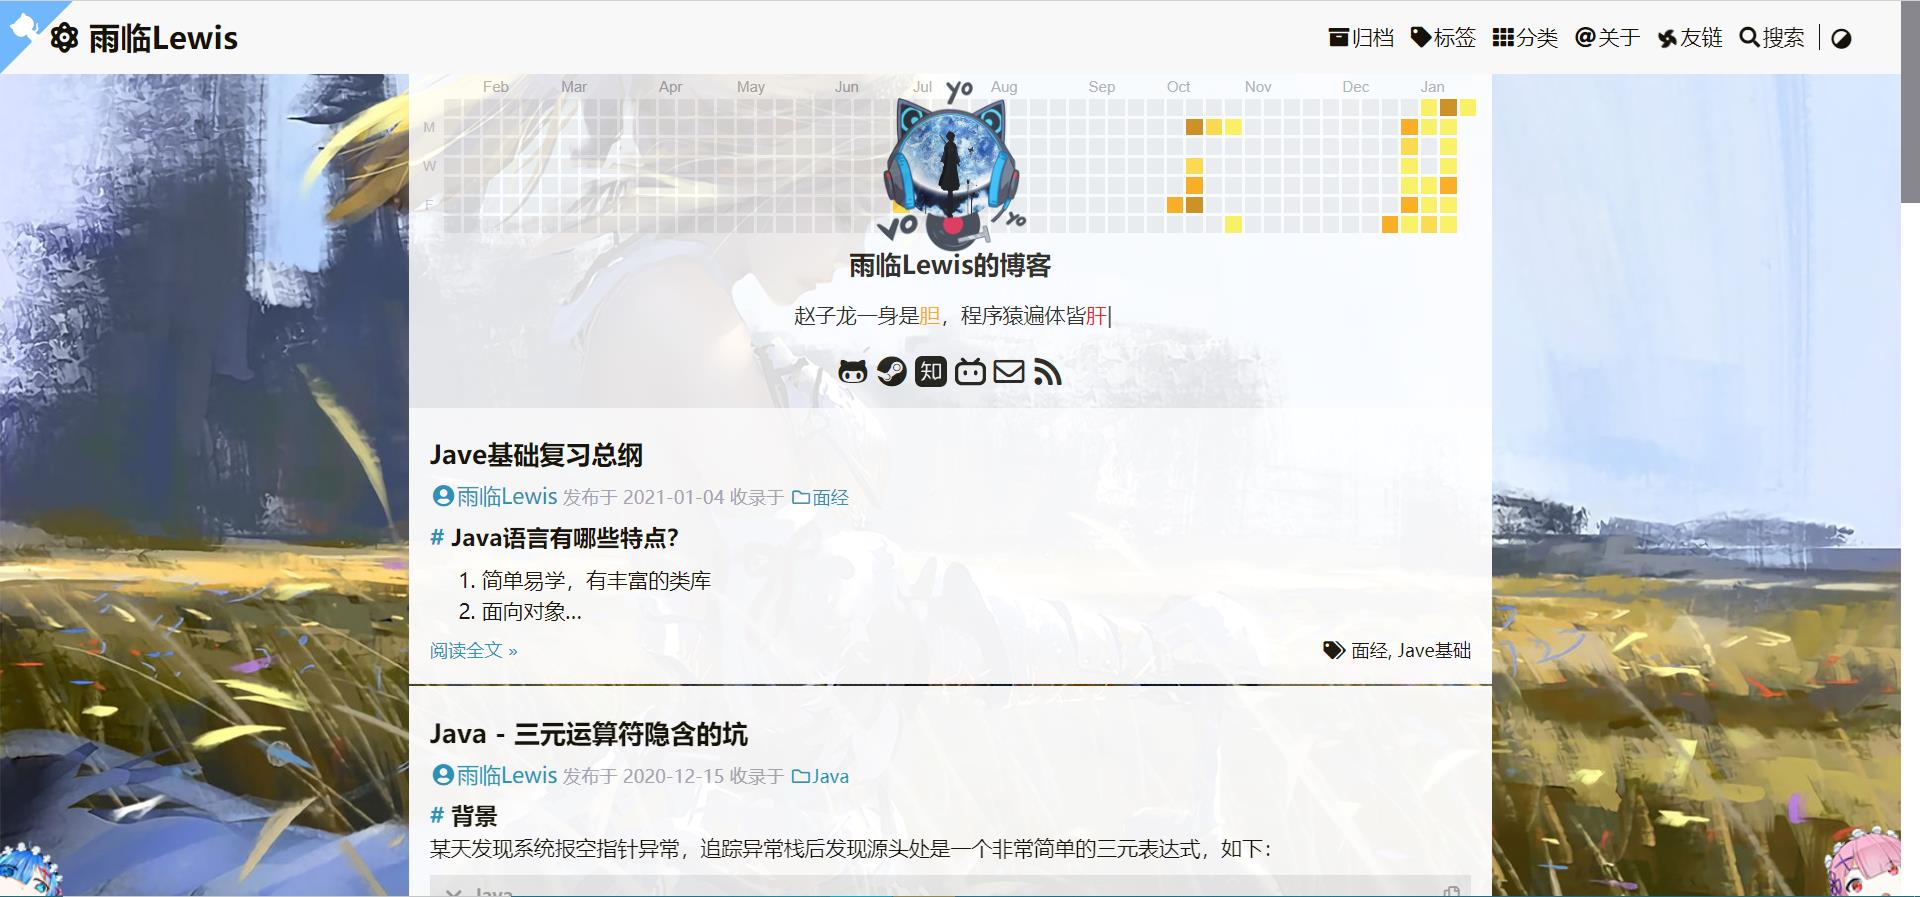 雨临Lewis
归档 标签 分类 @关于 友链 搜索
Feb Mar Apr May Jun Jul Aug Sep Oct Nov Dec Jan
M
W
F
yo
yo
yo
雨临Lewis的博客
赵子龙一身是胆，程序猿遍体皆肝|
知
Jave基础复习总纲
雨临Lewis 发布于 2021-01-04 收录于 面经
# Java语言有哪些特点？
1. 简单易学，有丰富的类库
2. 面向对象...
阅读全文 »
面经, Jave基础
Java - 三元运算符隐含的坑
雨临Lewis 发布于 2020-12-15 收录于 Java
# 背景
某天发现系统报空指针异常，追踪异常栈后发现源头处是一个非常简单的三元表达式，如下：
Java